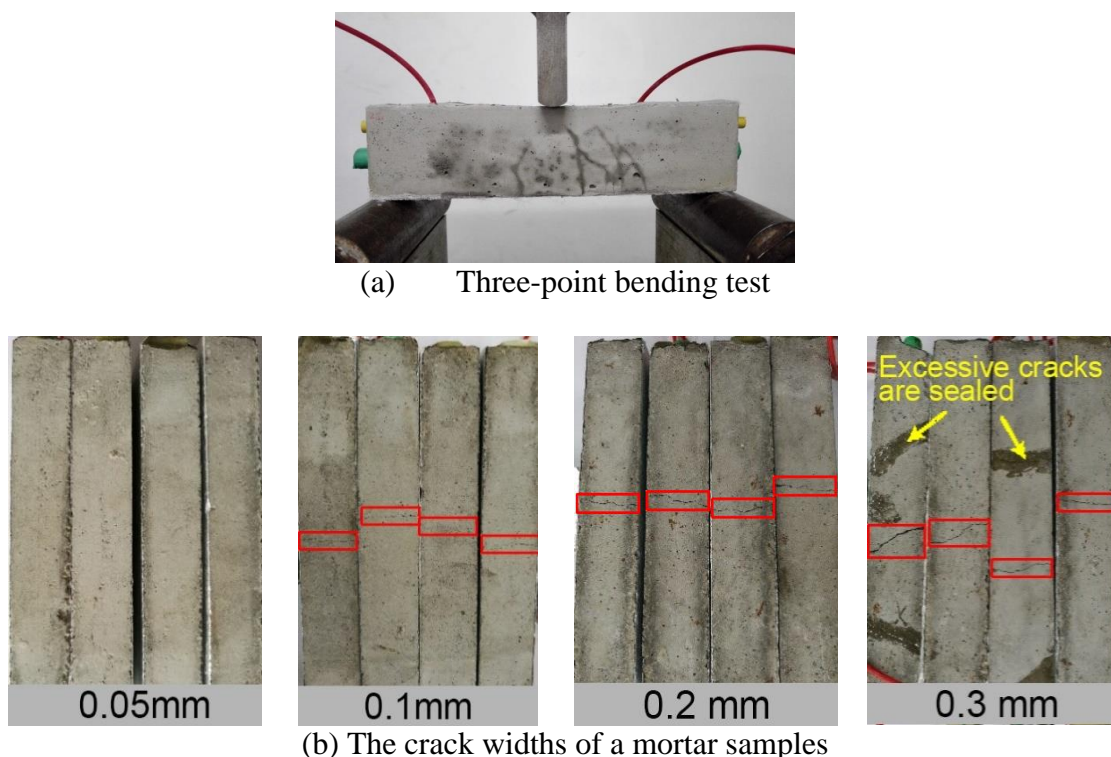 (a) Three-point bending test
Excessive cracks
are sealed
0.05mm
0.1mm
0.2 mm
0.3 mm
(b) The crack widths of a mortar samples